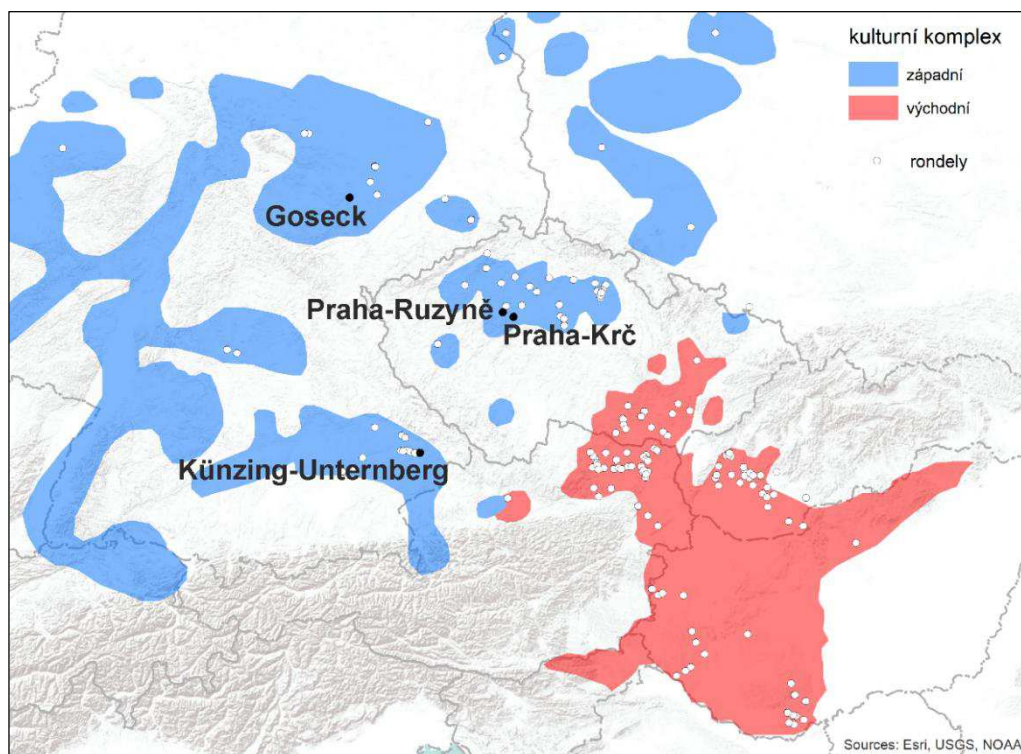 kulturní komplex
západní
východní
rondely
Goseck
Praha-Ruzyně
Praha-Krč
Künzing-Unternberg
Sources: Esri, USGS, NOAA